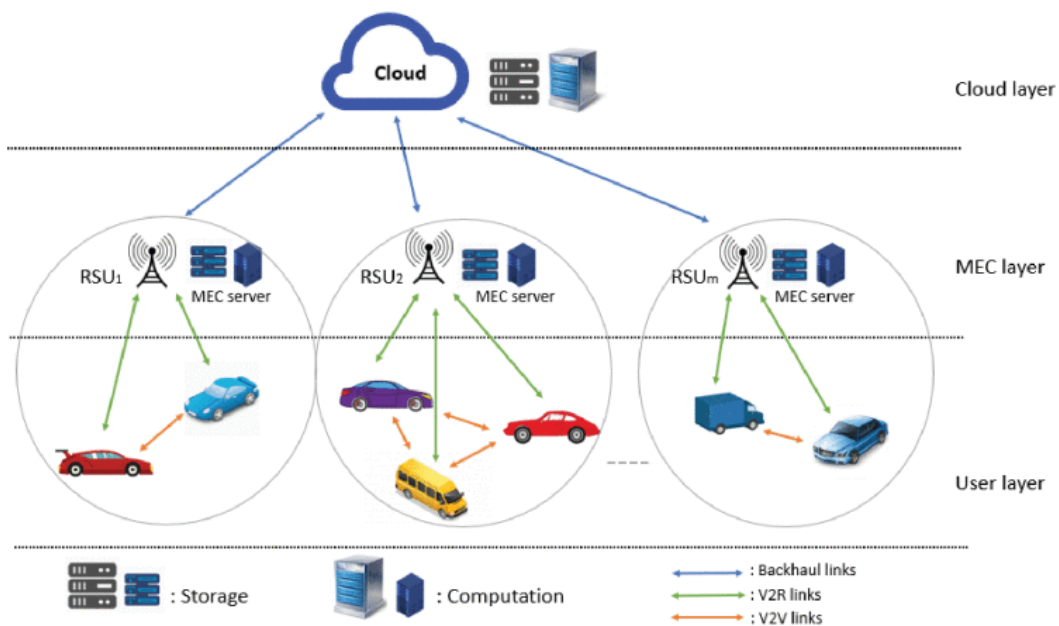 Cloud
Cloud layer
RSU1
MEC server
RSU2
MEC server
RSUm
MEC server
MEC layer
User layer
: Storage
: Computation
: Backhaul links
: V2R links
: V2V links